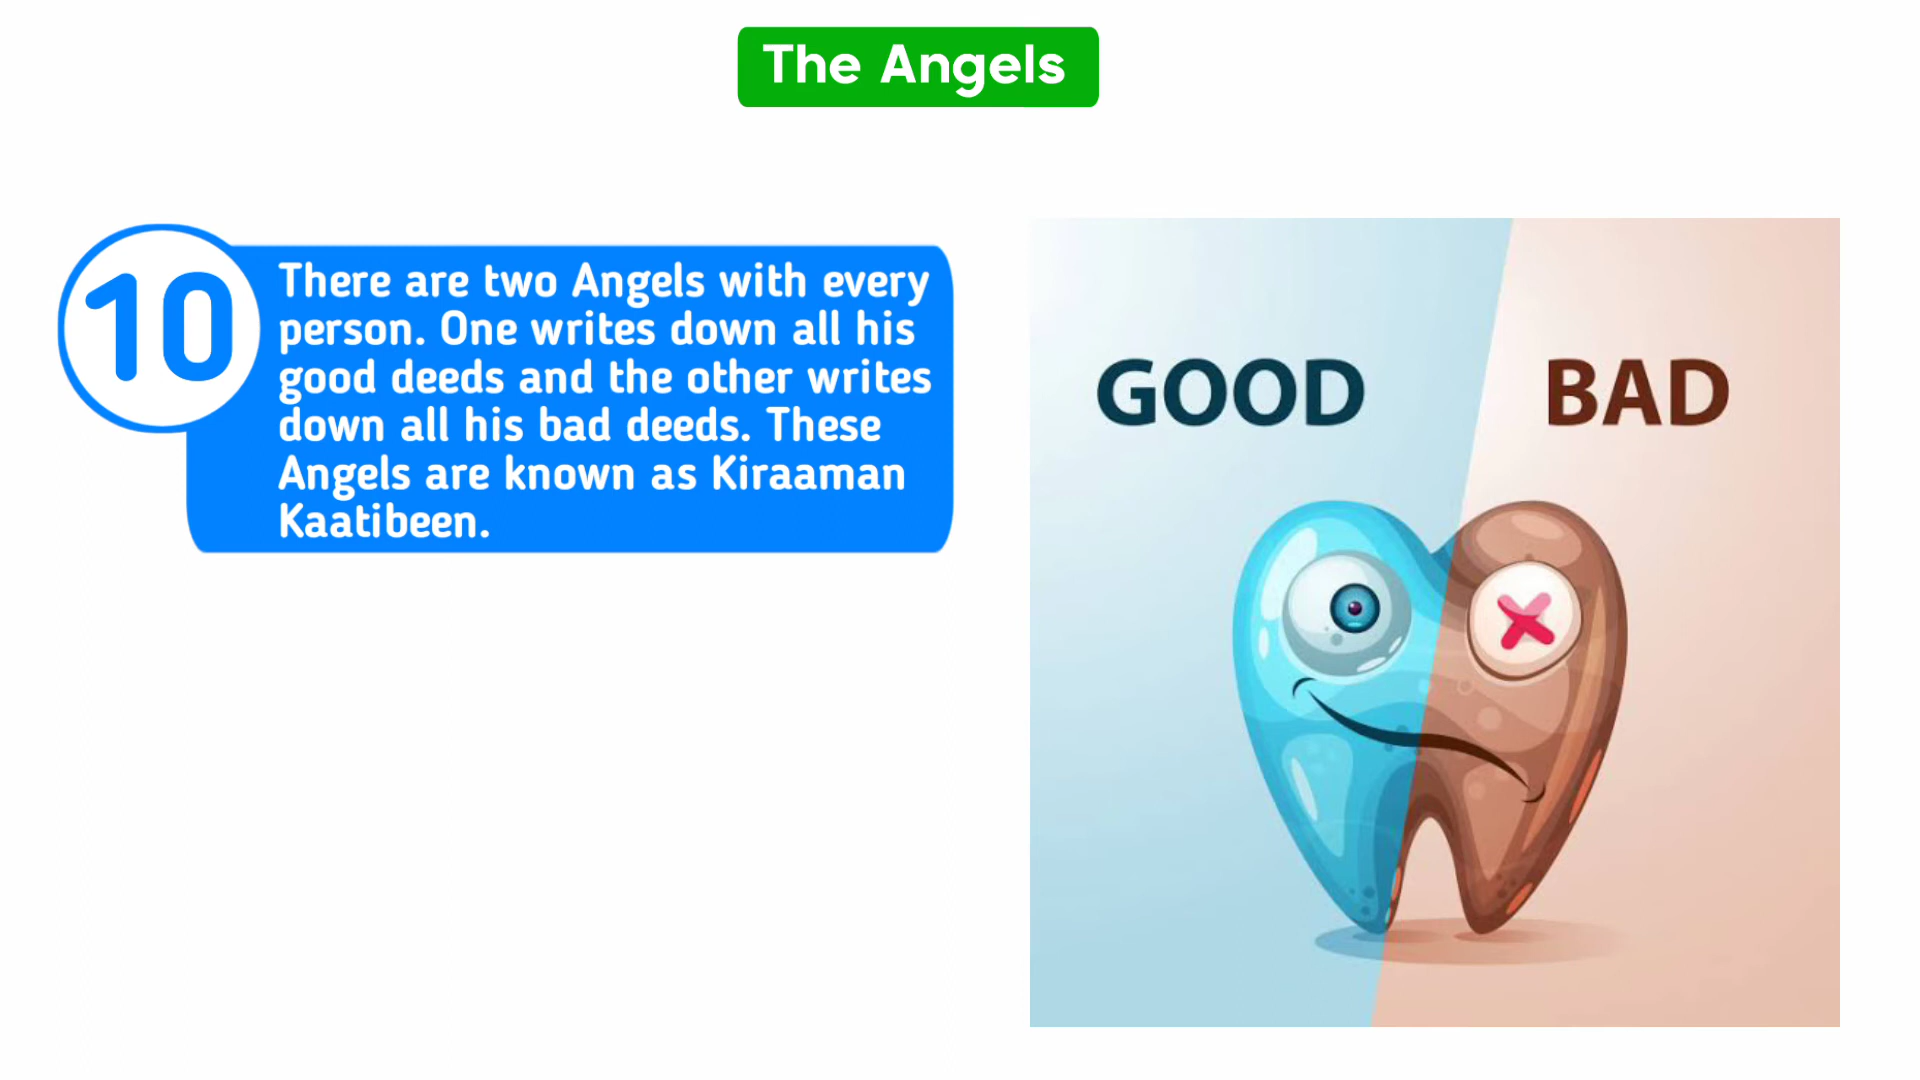 The Angels
10
There are two Angels with every
person. One writes down all his
good deeds and the other writes
down all his bad deeds. These
Angels are known as Kiraaman
Kaatibeen.
GOOD
BAD